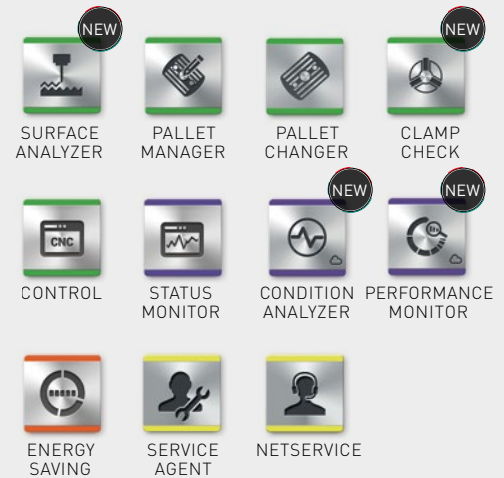 NEW
NEW
SURFACE
ANALYZER
PALLET
MANAGER
PALLET
CHANGER
CLAMP
CHECK
NEW
NEW
CNC
CONTROL
STATUS
MONITOR
CONDITION
ANALYZER
PERFORMANCE
MONITOR
ENERGY
SAVING
SERVICE
AGENT
NETSERVICE